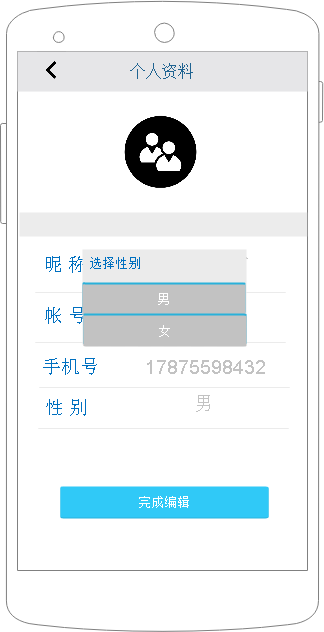 个人资料
昵 称
选择性别
男
帐 号
女
手机号 17875598432
性 别 男
完成编辑